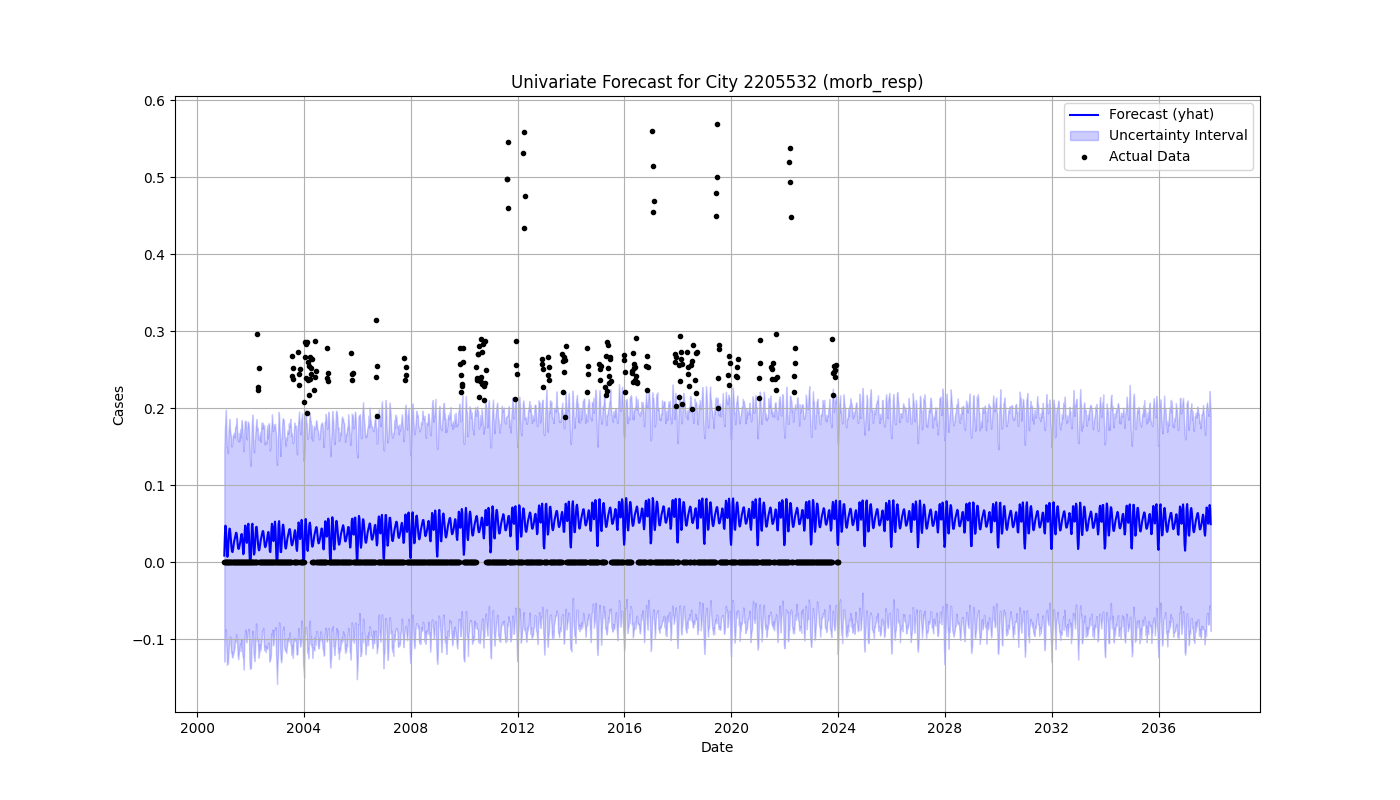 Univariate Forecast for City 2205532 (morb_resp)
Forecast (yhat)
Uncertainty Interval
Actual Data
Cases
0.6
0.5
0.4
0.3
0.2
0.1
0.0
−0.1
2000 2004 2008 2012 2016 2020 2024 2028 2032 2036
Date